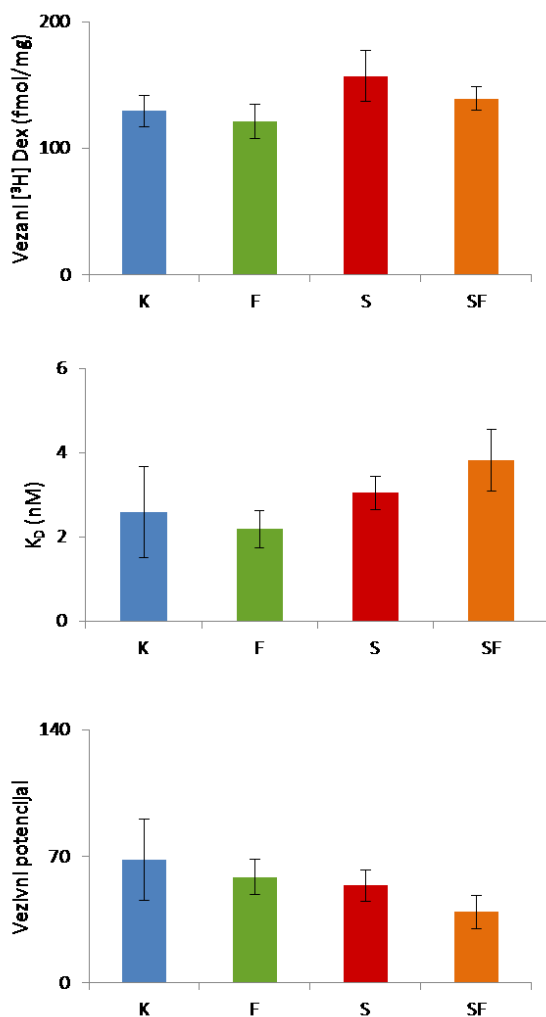 200
100
0
Vezani [³H] Dex (fmol/mg)
K F S SF
6
4
2
0
K_D (nM)
K F S SF
140
70
0
Vezivni potencijal
K F S SF